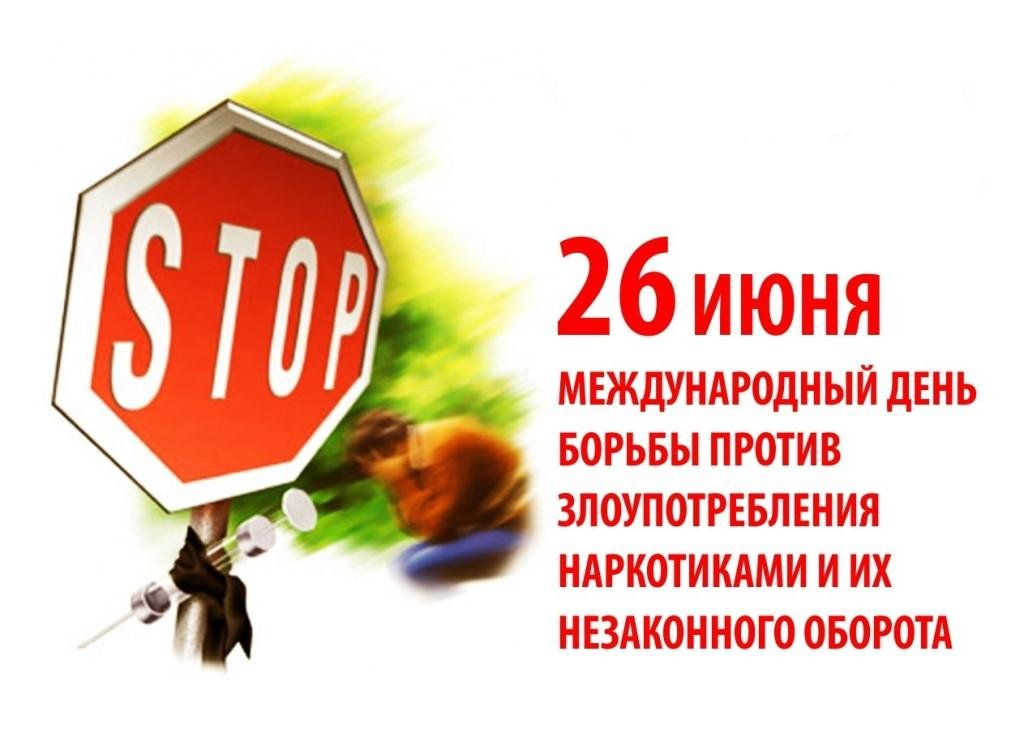 STOP
26 ИЮНЯ
МЕЖДУНАРОДНЫЙ ДЕНЬ
БОРЬБЫ ПРОТИВ
ЗЛОУПОТРЕБЛЕНИЯ
НАРКОТИКАМИ И ИХ
НЕЗАКОННОГО ОБОРОТА